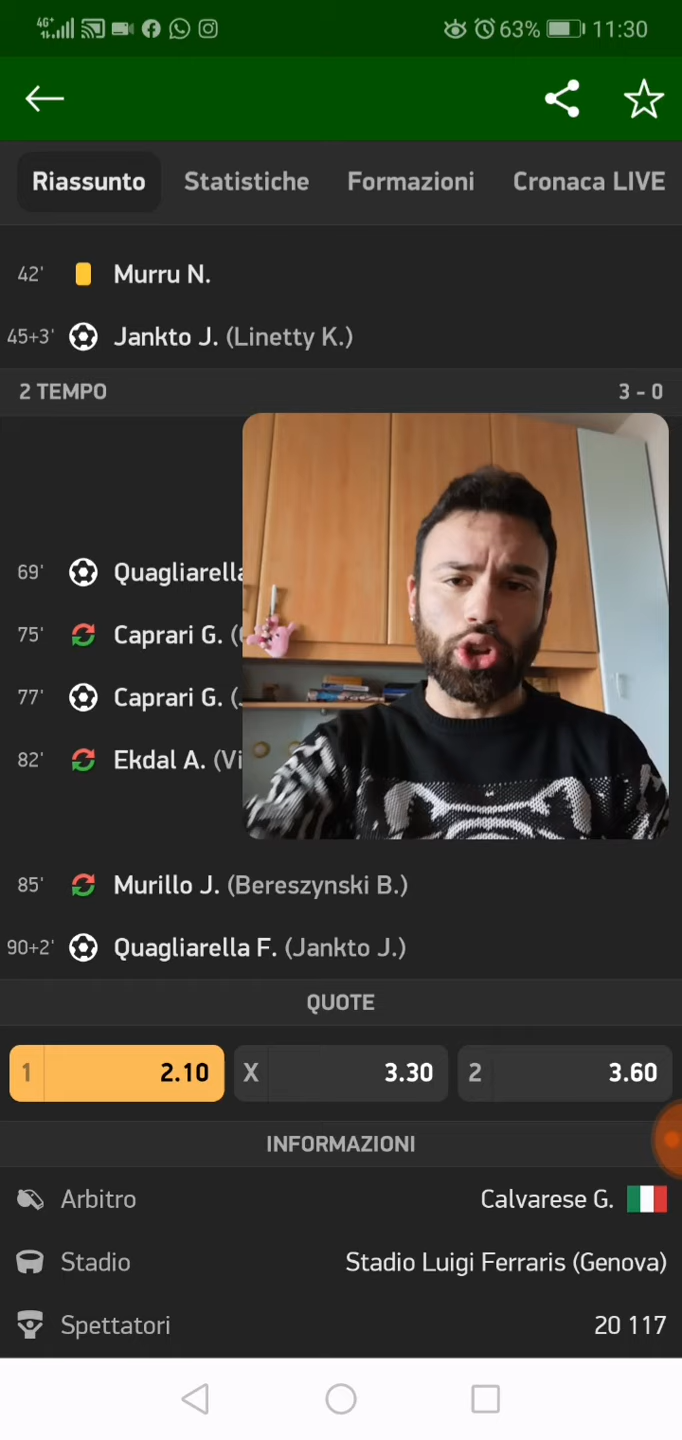 4G+ 63% 11:30
Riassunto Statistiche Formazioni Cronaca LIVE
42' Murru N.
45+3' Jankto J. (Linetty K.)
2 TEMPO 3 - 0
69' Quagliarella
75' Caprari G. (
77' Caprari G. (
82' Ekdal A. (Vi
85' Murillo J. (Bereszynski B.)
90+2' Quagliarella F. (Jankto J.)
QUOTE
1 2.10 X 3.30 2 3.60
INFORMAZIONI
Arbitro Calvarese G.
Stadio Stadio Luigi Ferraris (Genova)
Spettatori 20 117